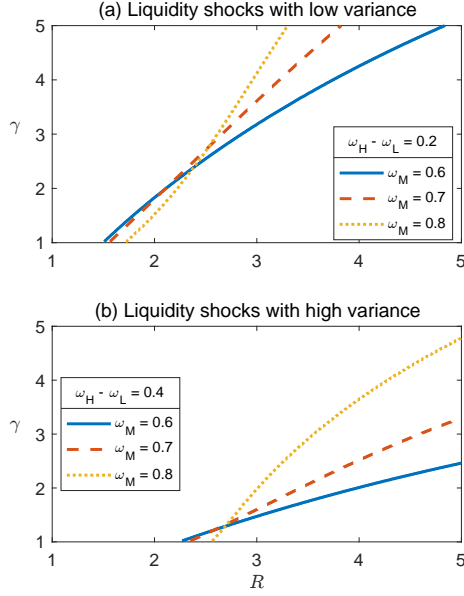 (a) Liquidity shocks with low variance
5
4
3
2
1
γ
ω_H - ω_L = 0.2
ω_M = 0.6
ω_M = 0.7
ω_M = 0.8
1 2 3 4 5
(b) Liquidity shocks with high variance
5
4
3
2
1
γ
ω_H - ω_L = 0.4
ω_M = 0.6
ω_M = 0.7
ω_M = 0.8
1 2 3 4 5
R